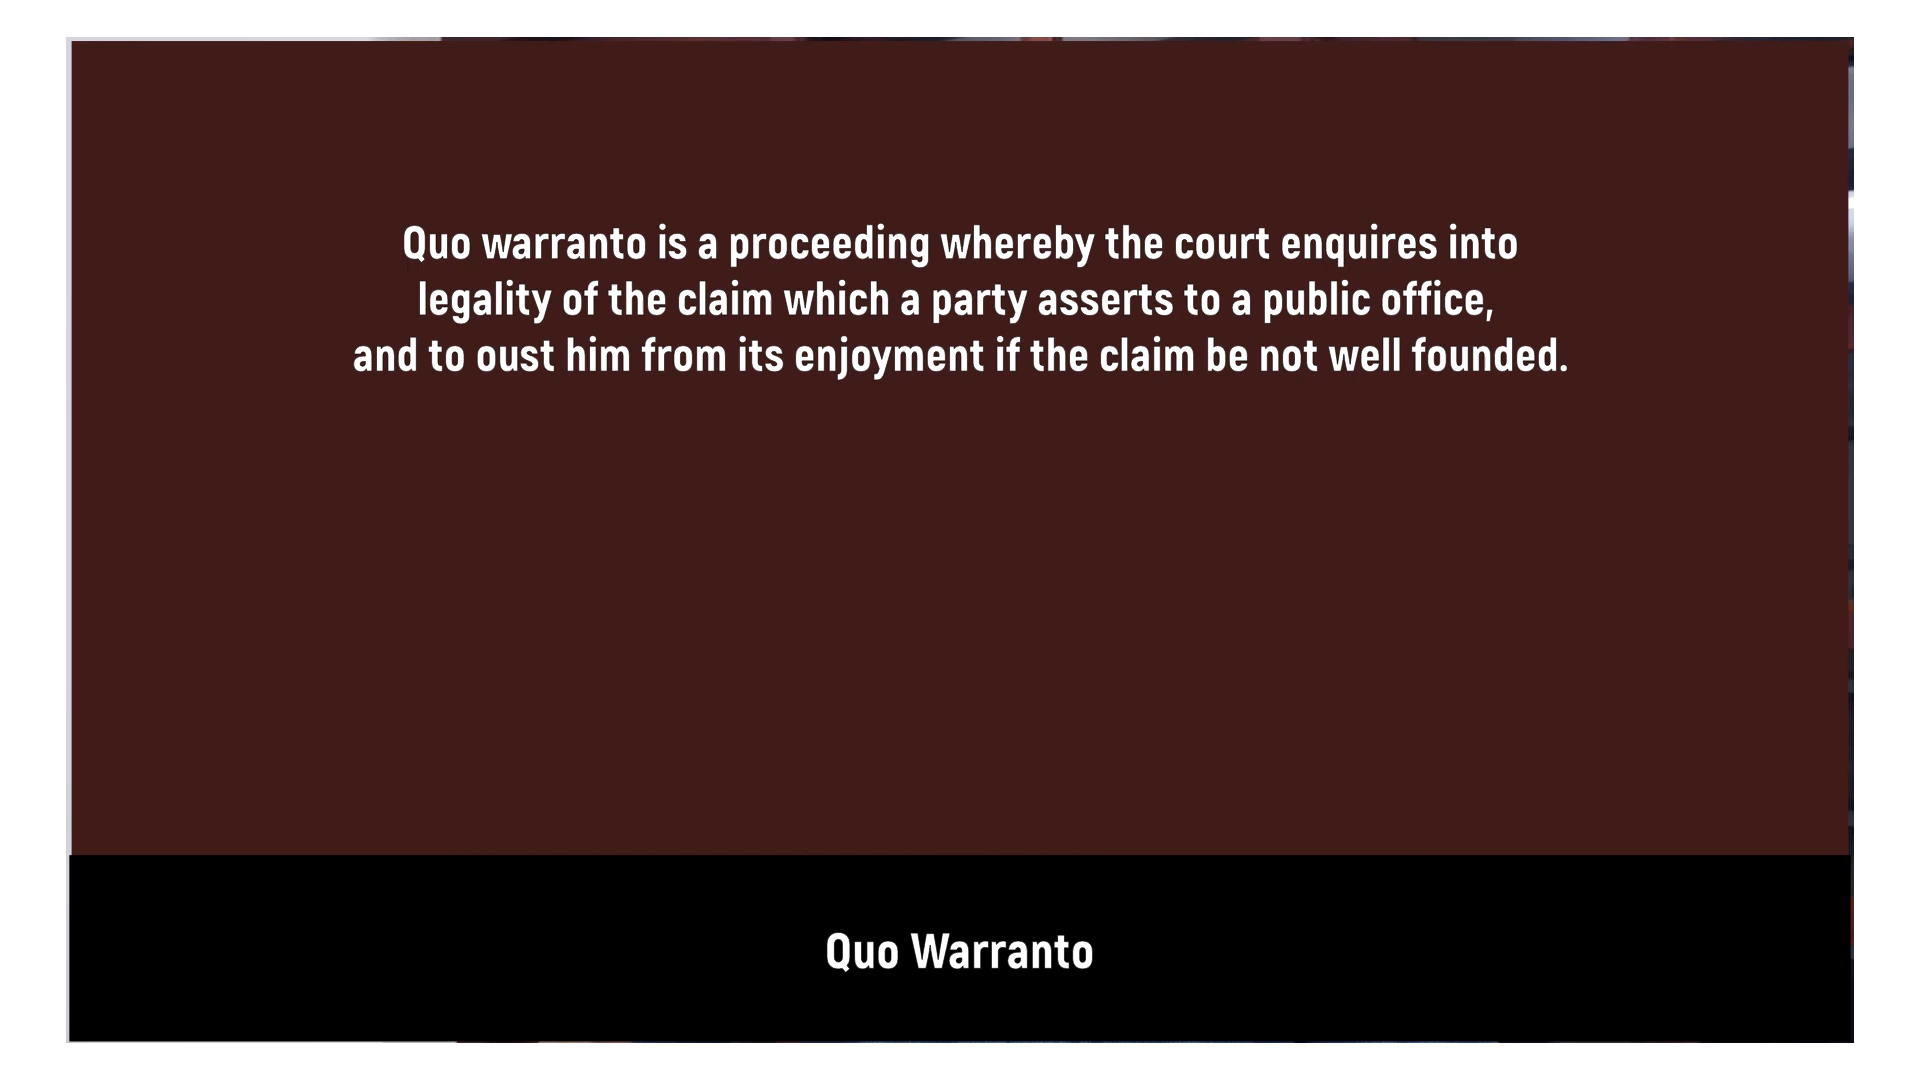 Quo warranto is a proceeding whereby the court enquires into
legality of the claim which a party asserts to a public office,
and to oust him from its enjoyment if the claim be not well founded.
Quo Warranto